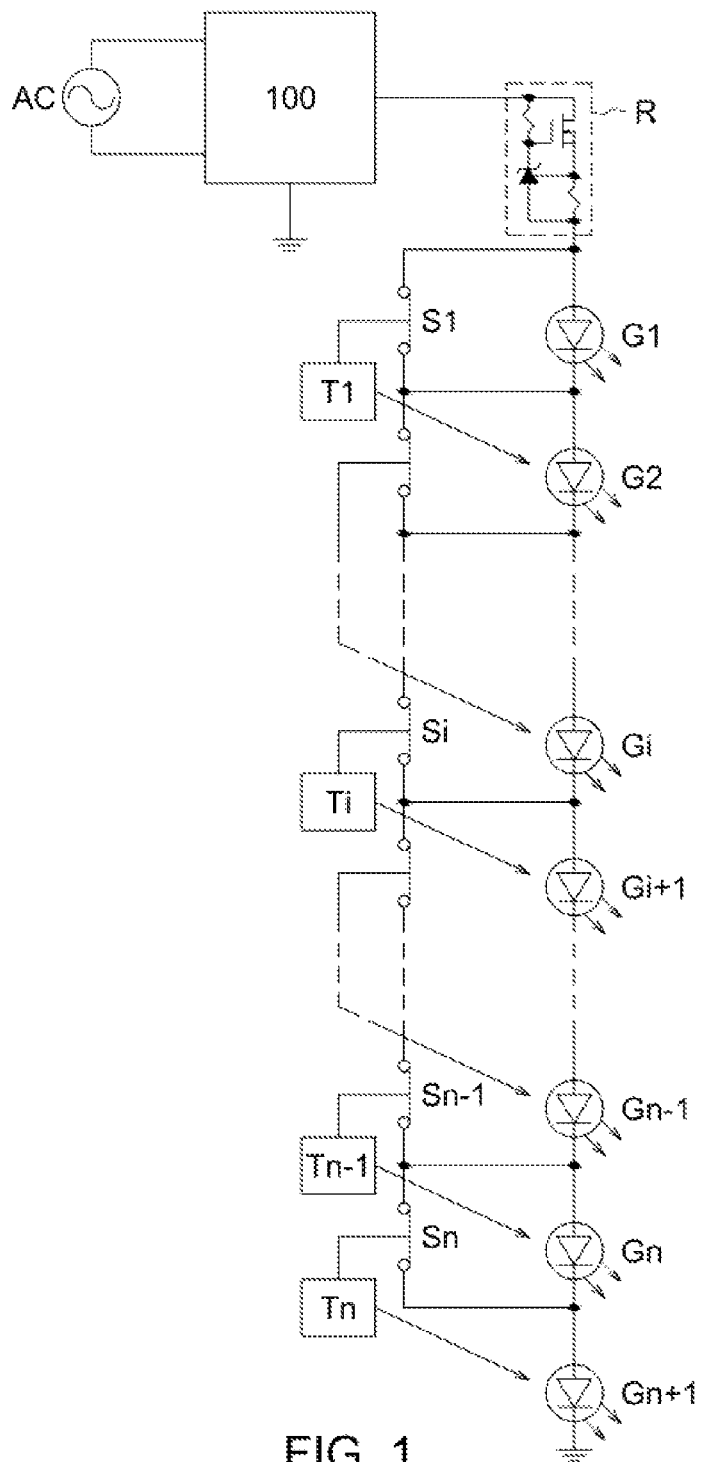 AC
100
R
S1
G1
T1
G2
Si
Gi
Ti
Gi+1
Sn-1
Gn-1
Tn-1
Sn
Gn
Tn
Gn+1
FIG. 1